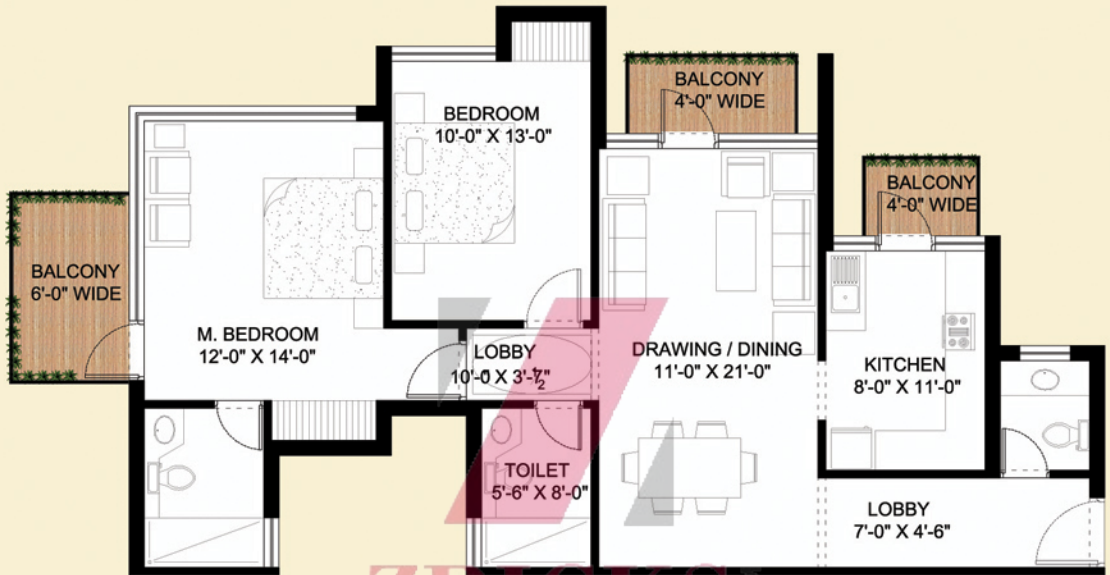 BALCONY
4'-0" WIDE
BEDROOM
10'-0" X 13'-0"
BALCONY
4'-0" WIDE
BALCONY
6'-0" WIDE
M. BEDROOM
12'-0" X 14'-0"
LOBBY
DRAWING / DINING
11'-0" X 21'-0"
KITCHEN
8'-0" X 11'-0"
TOILET
5'-6" X 8'-0"
LOBBY
7'-0" X 4'-6"